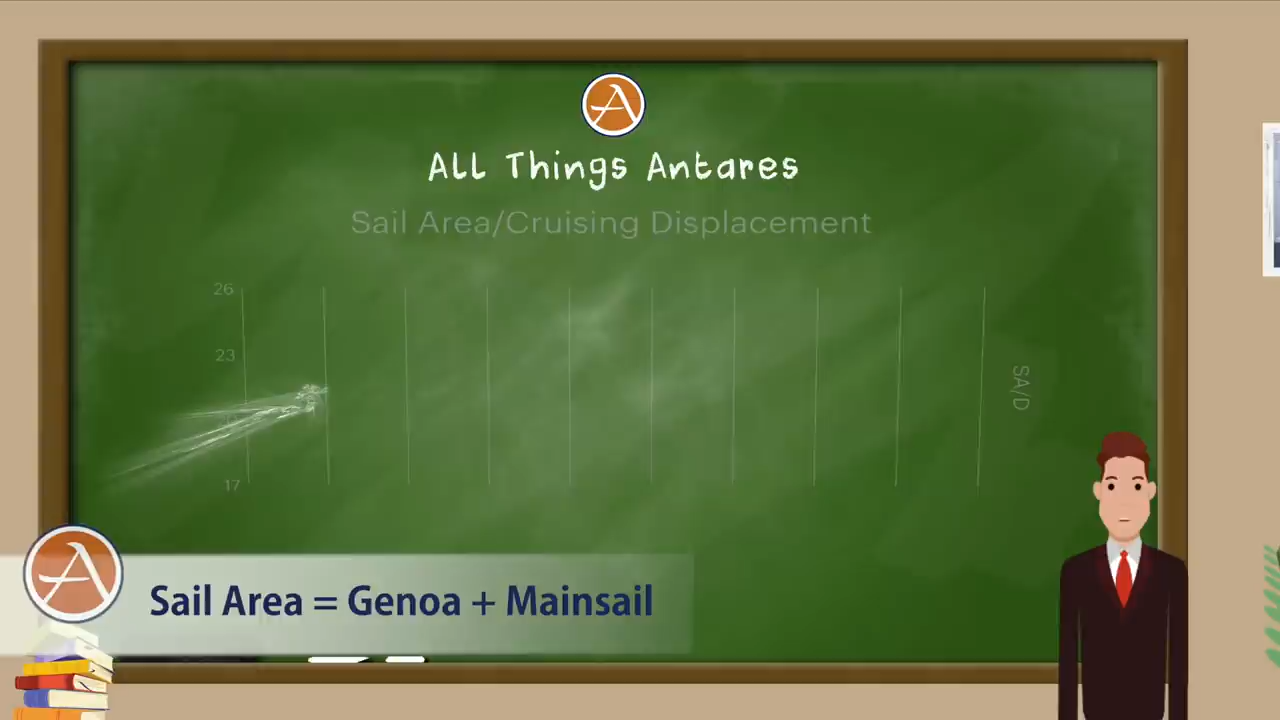 ALL Things Antares
Sail Area/Cruising Displacement
26
23
17
SA/D
Sail Area = Genoa + Mainsail